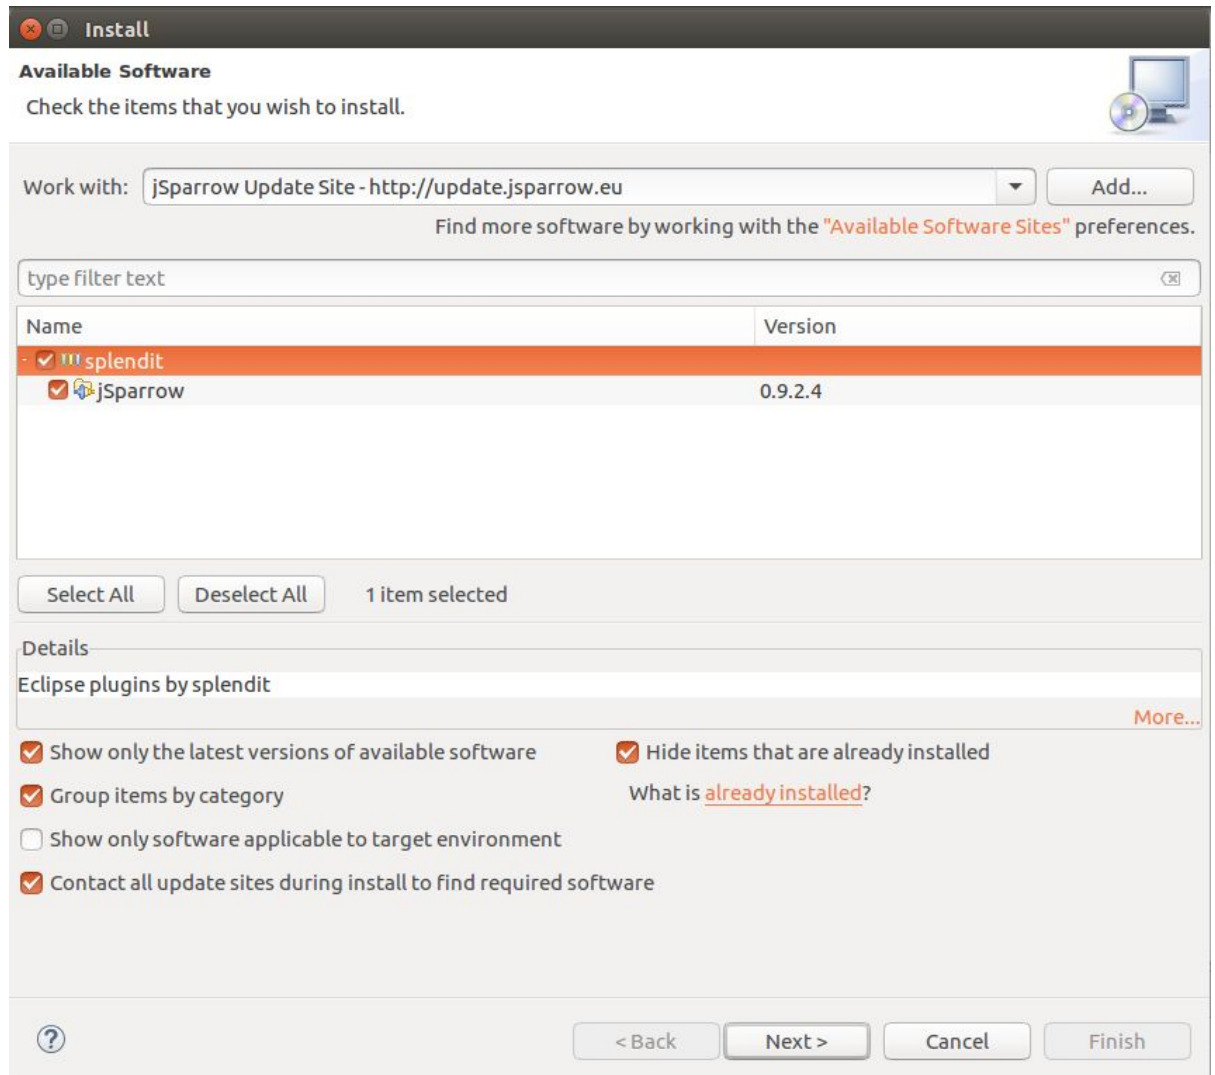 Install
Available Software
Check the items that you wish to install.
Work with: jSparrow Update Site - http://update.jsparrow.eu Add...
Find more software by working with the "Available Software Sites" preferences.
type filter text
Name Version
splendit
jSparrow 0.9.2.4
Select All Deselect All 1 item selected
Details
Eclipse plugins by splendit
More...
Show only the latest versions of available software Hide items that are already installed
Group items by category What is already installed?
Show only software applicable to target environment
Contact all update sites during install to find required software
? < Back Next > Cancel Finish